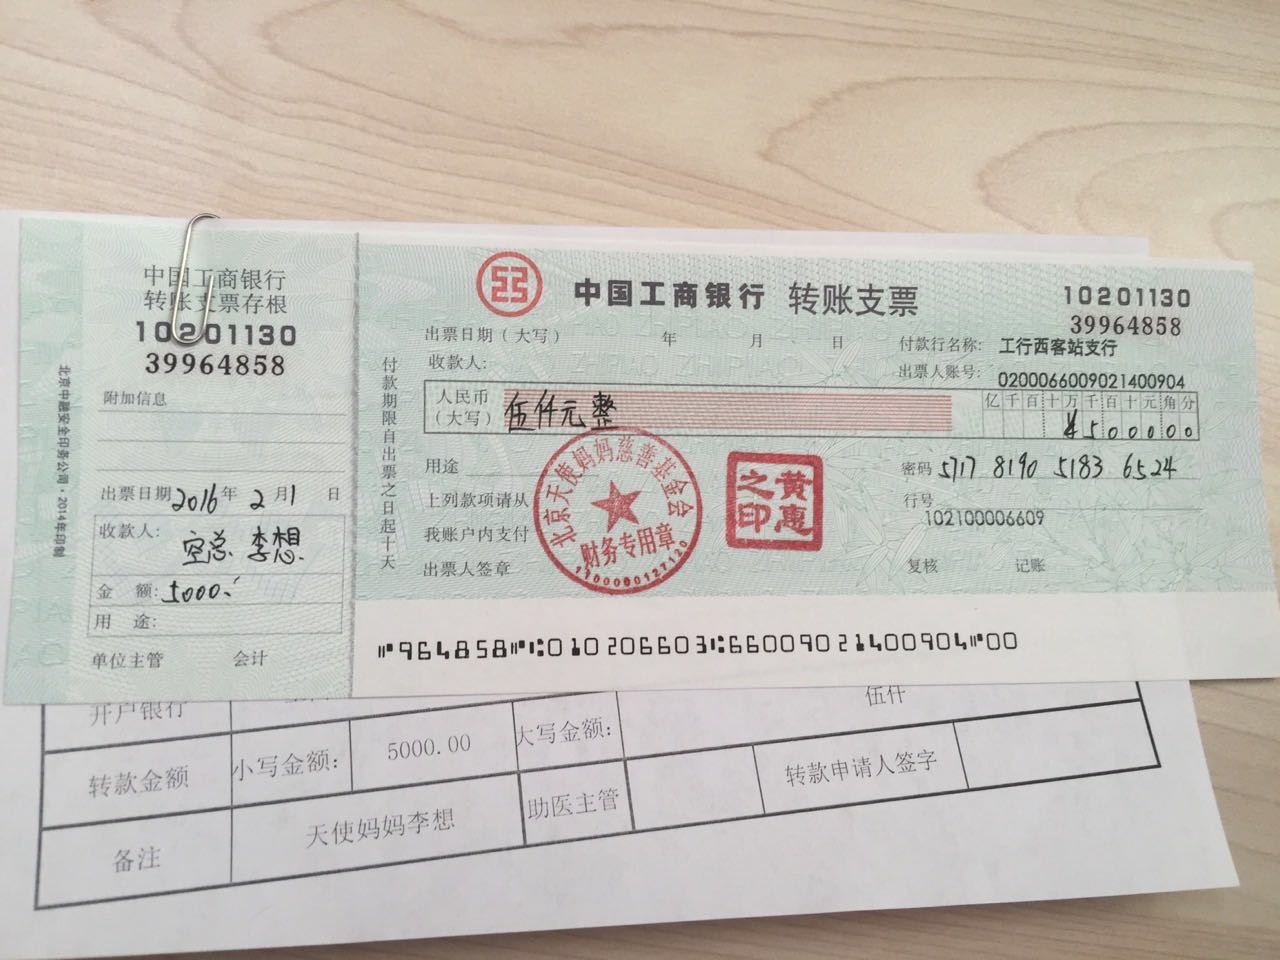 中国工商银行
转账支票存根
10201130
39964858
附加信息
出票日期2016年 2月1 日
收款人:
空总 李想
金 额:5000.-
用 途:
单位主管 会计
北京中融安全印务公司·2014年印制
中国工商银行 转账支票
10201130
39964858
出票日期(大写) 年 月 日
付款行名称: 工行西客站支行
收款人:
出票人账号: 0200066009021400904
付款期限自出票之日起十天
人民币
(大写) 伍仟元整
亿千百十万千百十元角分
¥500000
用途
密码 5717 8190 5183 6524
上列款项请从
行号
102100006609
我账户内支付
出票人签章
复核 记账
北京天使妈妈慈善基金会
财务专用章
1100000127120
黄惠
之印
⑈964858⑈⑆010206603⑆66009021400904⑈00
开户银行
伍仟
转款金额 小写金额: 5000.00 大写金额:
备注 天使妈妈李想 助医主管 转款申请人签字